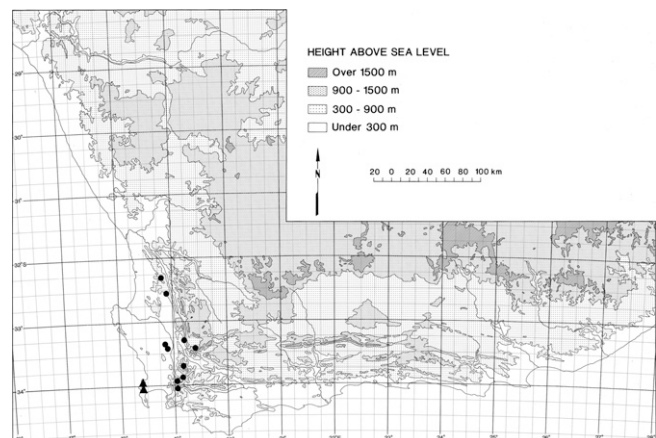 HEIGHT ABOVE SEA LEVEL
Over 1500 m
900 - 1500 m
300 - 900 m
Under 300 m
N
20 0 20 40 60 80 100 km
29°
30°
31°
32° S
33°
34°